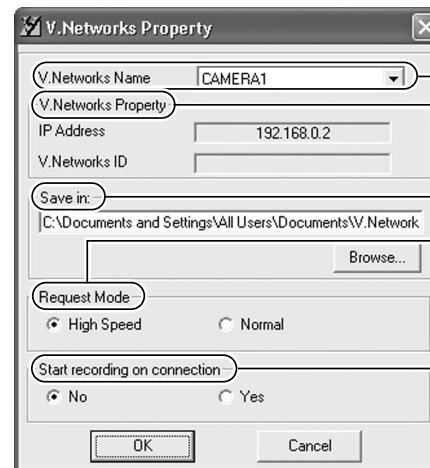 V.Networks Property
V.Networks Name CAMERA1
V.Networks Property
IP Address 192.168.0.2
V.Networks ID
Save in:
C:\Documents and Settings\All Users\Documents\V.Network
Browse...
Request Mode
High Speed Normal
Start recording on connection
No Yes
OK Cancel